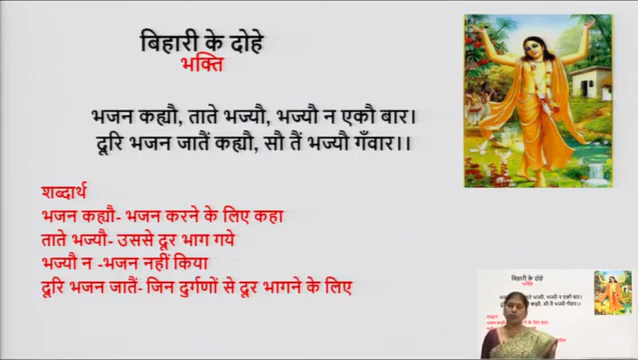 बिहारी के दोहे
भक्ति
भजन कह्यौ, ताते भज्यौ, भज्यौ न एकौ बार।
दूरि भजन जातैं कह्यौ, सौ तैं भज्यौ गँवार।।
शब्दार्थ
भजन कह्यौ- भजन करने के लिए कहा
ताते भज्यौ- उससे दूर भाग गये
भज्यौ न -भजन नहीं किया
दूरि भजन जातैं- जिन दुर्गणों से दूर भागने के लिए
बिहारी के दोहे
भक्ति